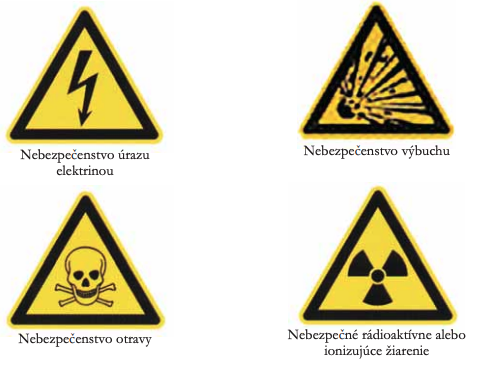 Nebezpečenstvo úrazu
elektrinou
Nebezpečenstvo výbuchu
Nebezpečenstvo otravy
Nebezpečné rádioaktívne alebo
ionizujúce žiarenie